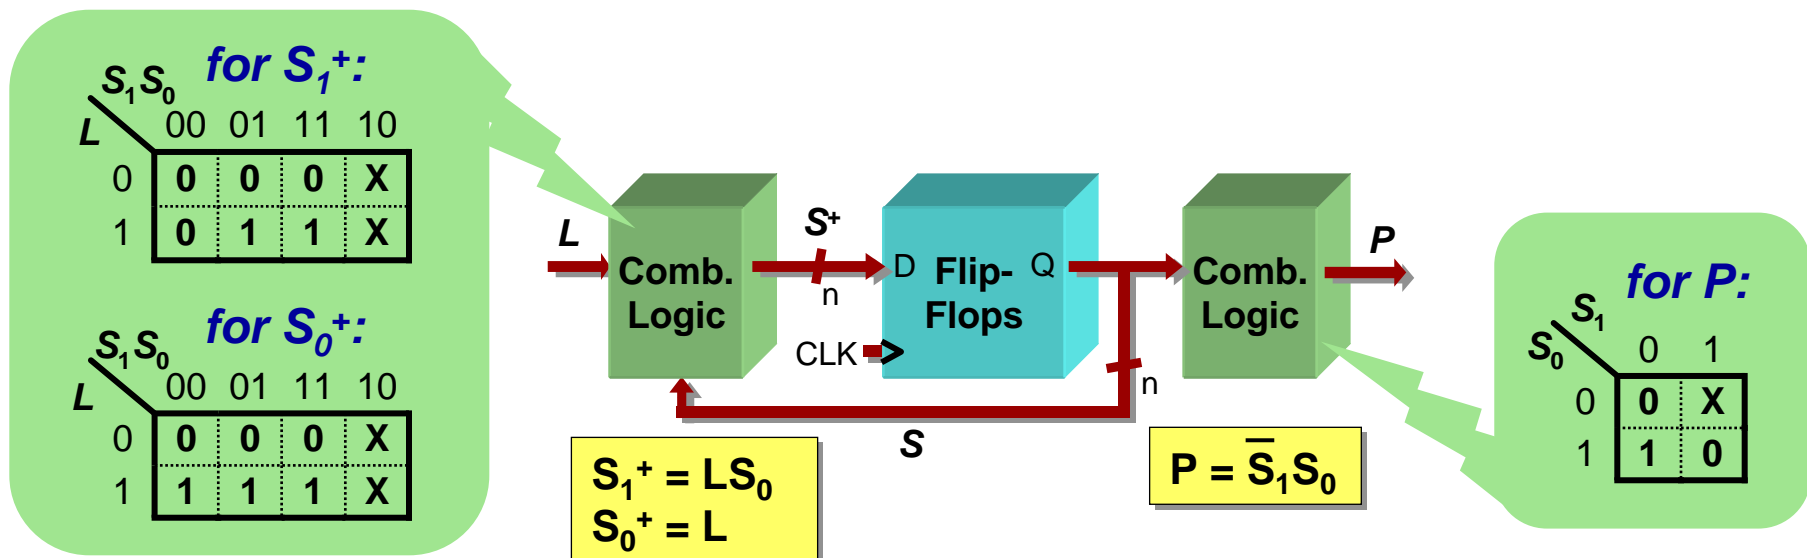 for S₁⁺:
S₁S₀
L
00 01 11 10
0 0 0 0 X
1 0 1 1 X
for S₀⁺:
S₁S₀
L
00 01 11 10
0 0 0 0 X
1 1 1 1 X
L
Comb.
Logic
S⁺
n
D Flip-Flops Q
CLK
n
S
Comb.
Logic
P
S₁⁺ = LS₀
S₀⁺ = L
P = S̅₁S₀
for P:
S₁
S₀
0 1
0 0 X
1 1 0